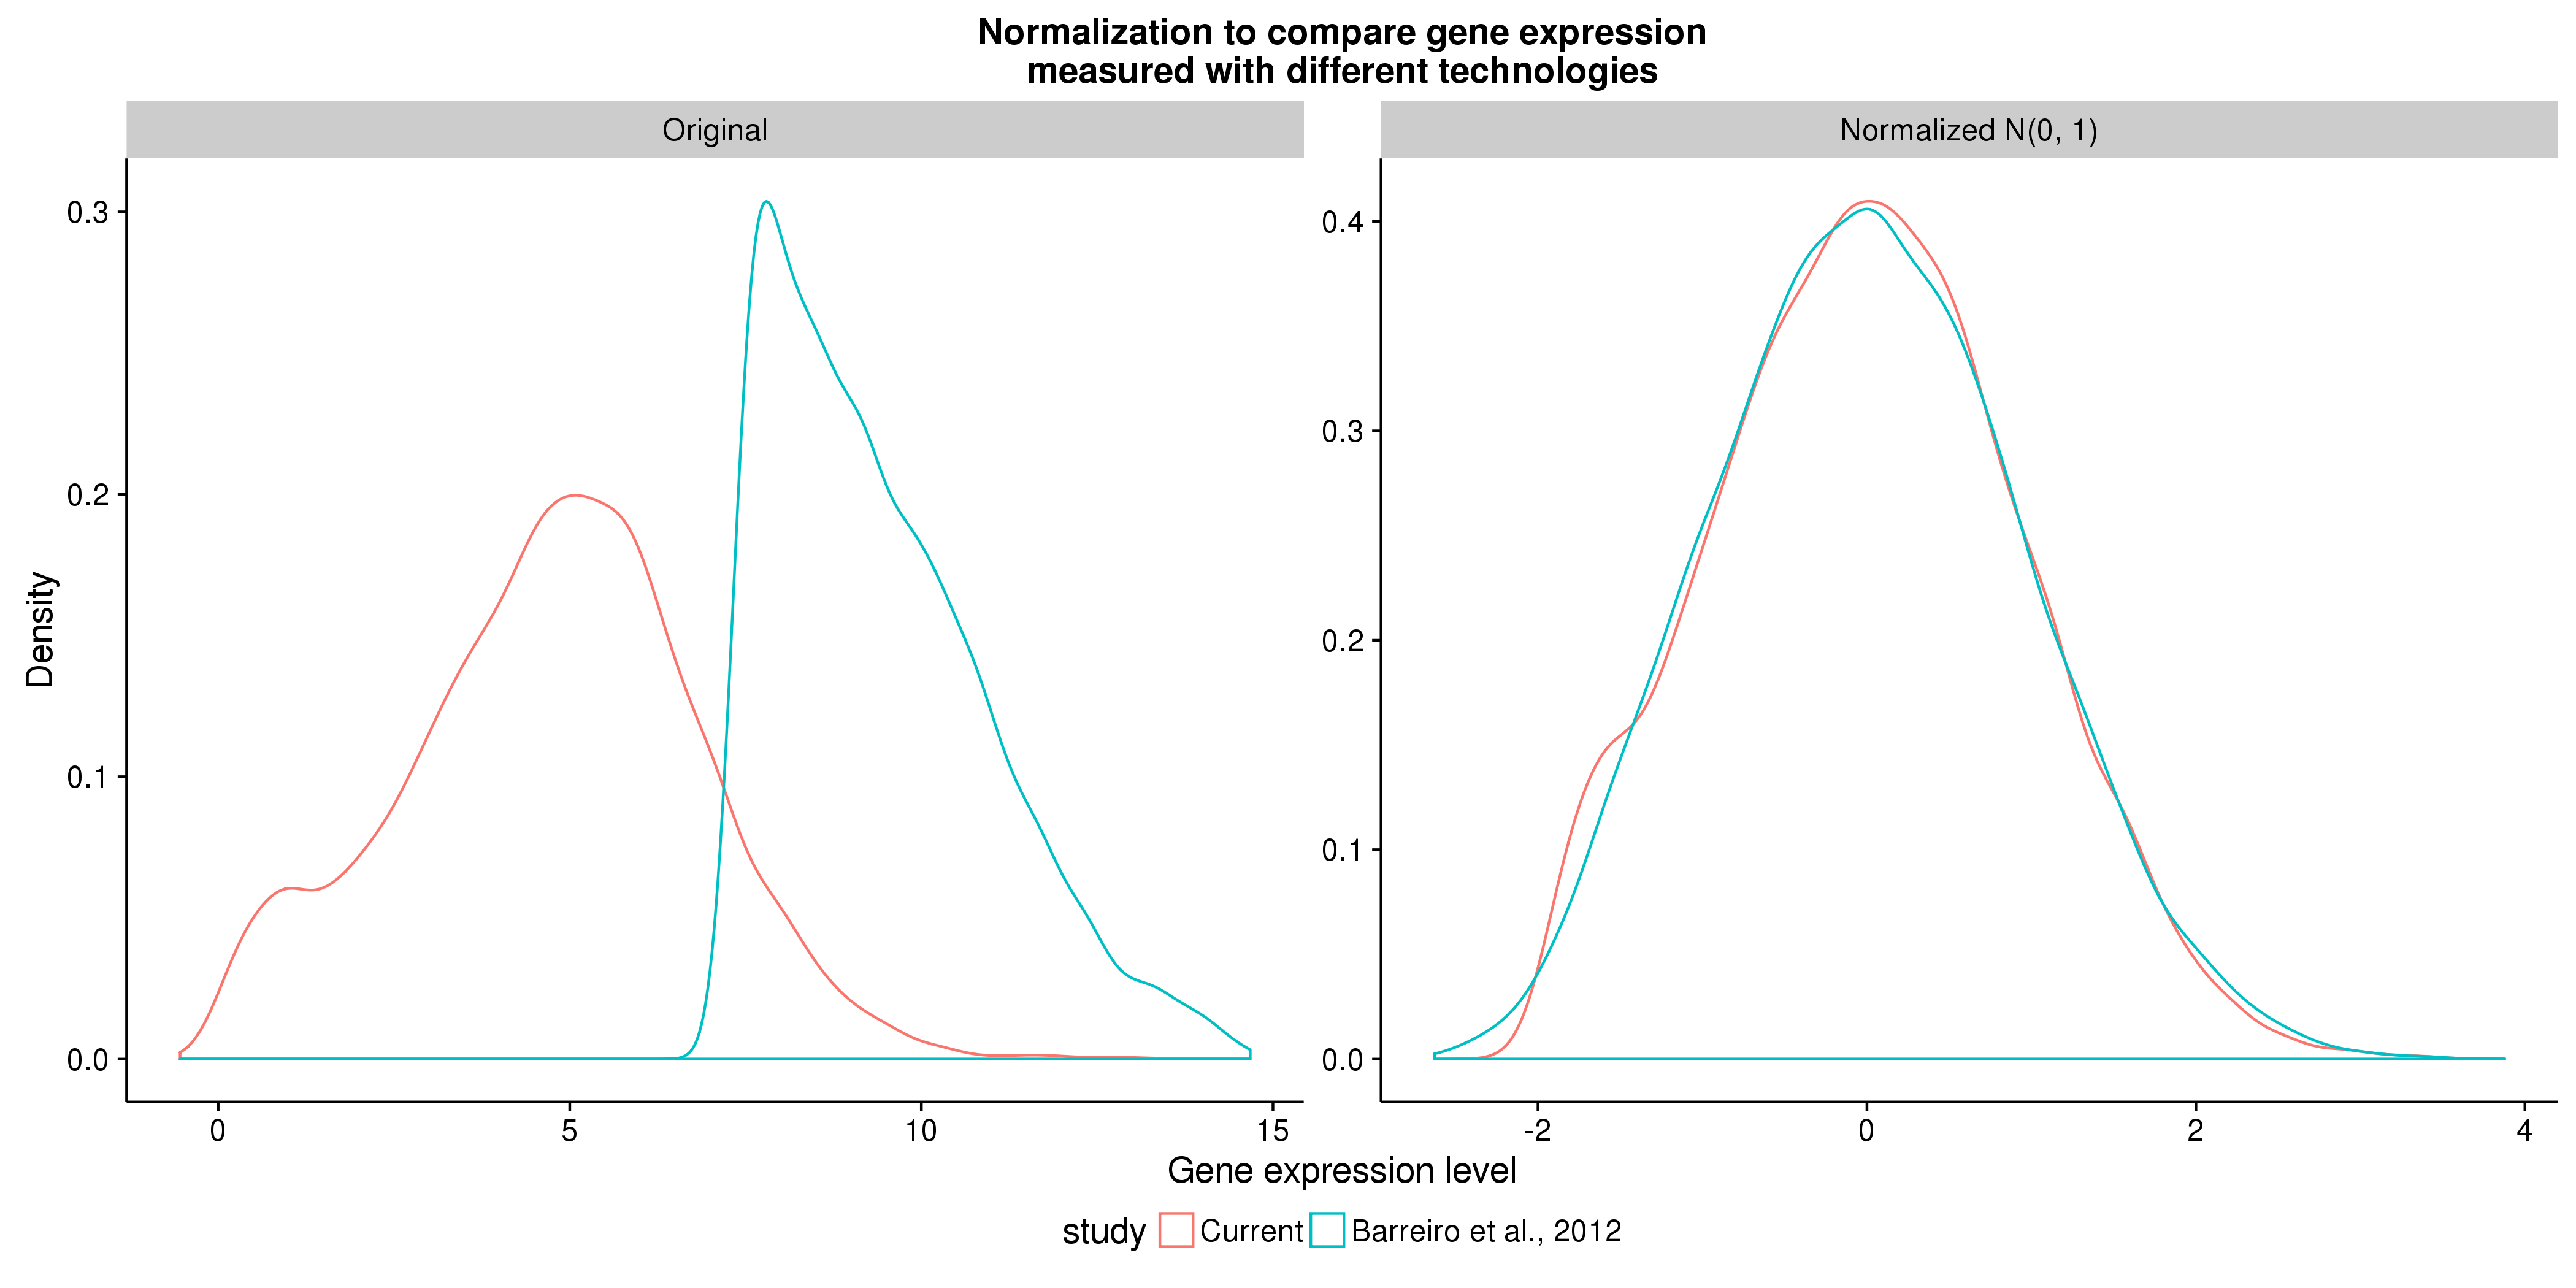 Normalization to compare gene expression
measured with different technologies
Original
Normalized N(0, 1)
Density
0.3
0.2
0.1
0.0
0 5 10 15
0.4
0.3
0.2
0.1
0.0
-2 0 2 4
Gene expression level
study Current Barreiro et al., 2012